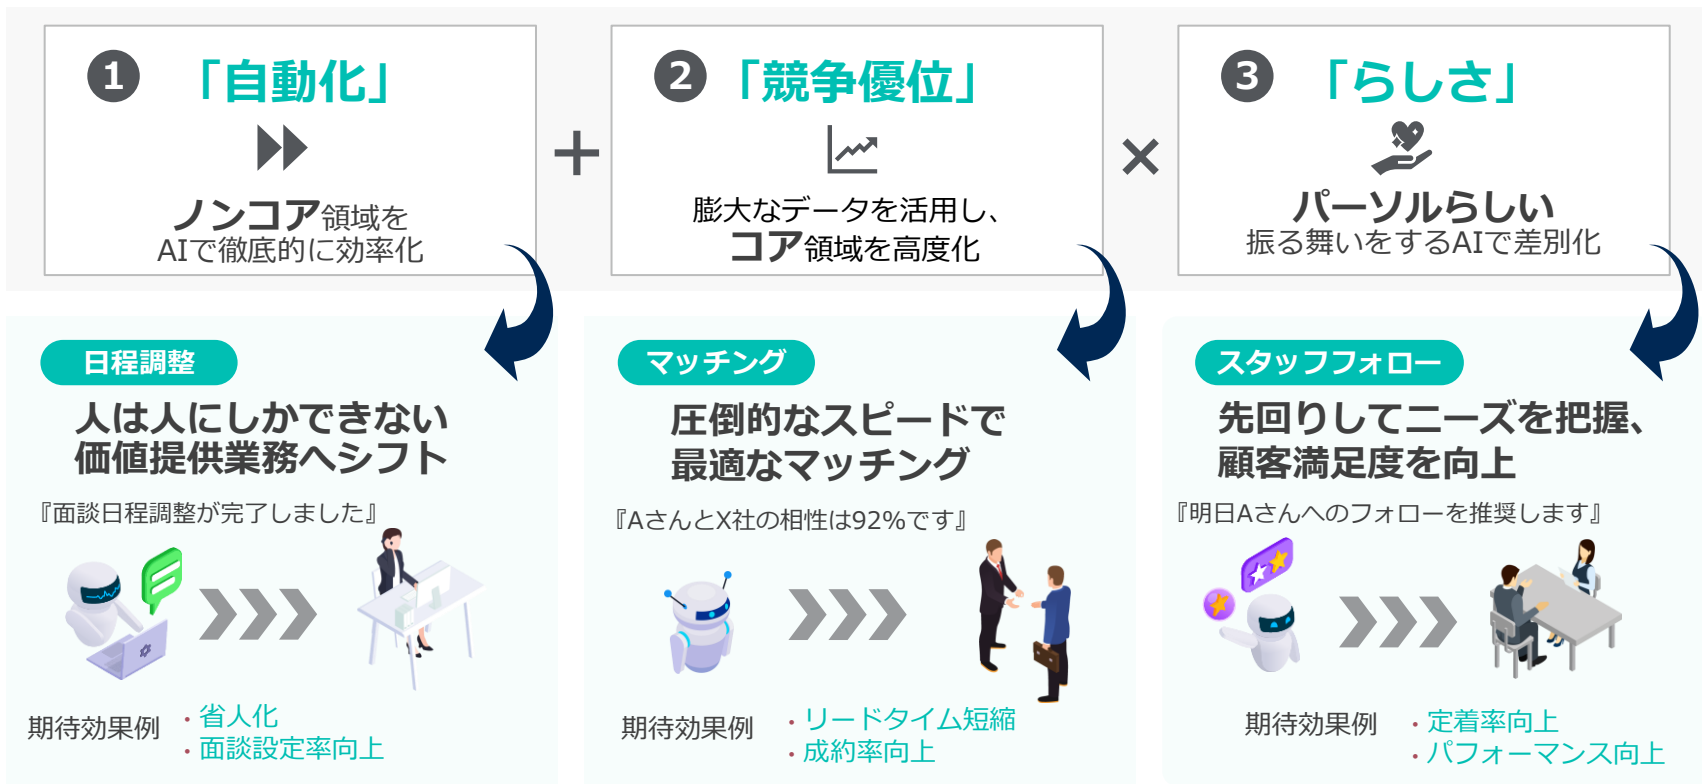 1 「自動化」
ノンコア領域を
AIで徹底的に効率化
+
2 「競争優位」
膨大なデータを活用し、
コア領域を高度化
×
3 「らしさ」
パーソルらしい
振る舞いをするAIで差別化
日程調整
人は人にしかできない
価値提供業務へシフト
『面談日程調整が完了しました』
期待効果例
・省人化
・面談設定率向上
マッチング
圧倒的なスピードで
最適なマッチング
『AさんとX社の相性は92%です』
期待効果例
・リードタイム短縮
・成約率向上
スタッフフォロー
先回りしてニーズを把握、
顧客満足度を向上
『明日Aさんへのフォローを推奨します』
期待効果例
・定着率向上
・パフォーマンス向上